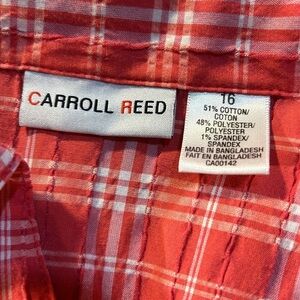 CARROLL REED
16
51% COTTON/
COTON
48% POLYESTER/
POLYESTER
1% SPANDEX/
SPANDEX
MADE IN BANGLADESH
FAIT EN BANGLADESH
CA00142